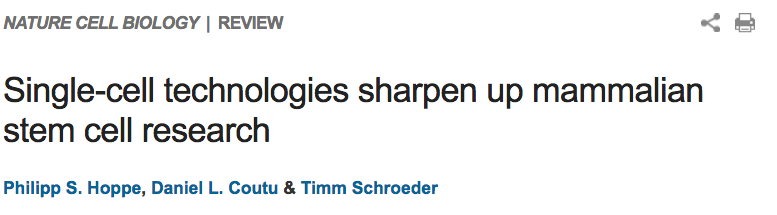 NATURE CELL BIOLOGY | REVIEW
Single-cell technologies sharpen up mammalian
stem cell research
Philipp S. Hoppe, Daniel L. Coutu & Timm Schroeder